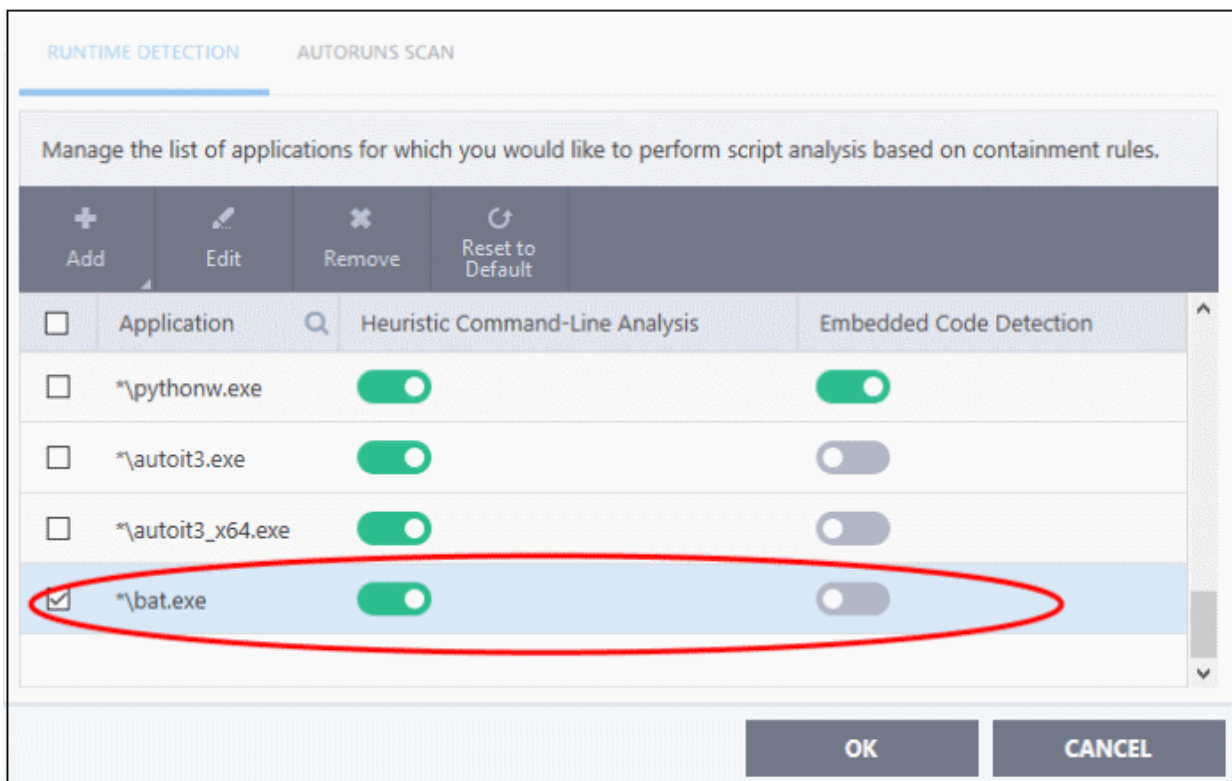 RUNTIME DETECTION AUTORUNS SCAN
Manage the list of applications for which you would like to perform script analysis based on containment rules.
Add Edit Remove Reset to Default
Application Heuristic Command-Line Analysis Embedded Code Detection
*\pythonw.exe
*\autoit3.exe
*\autoit3_x64.exe
*\bat.exe
OK CANCEL